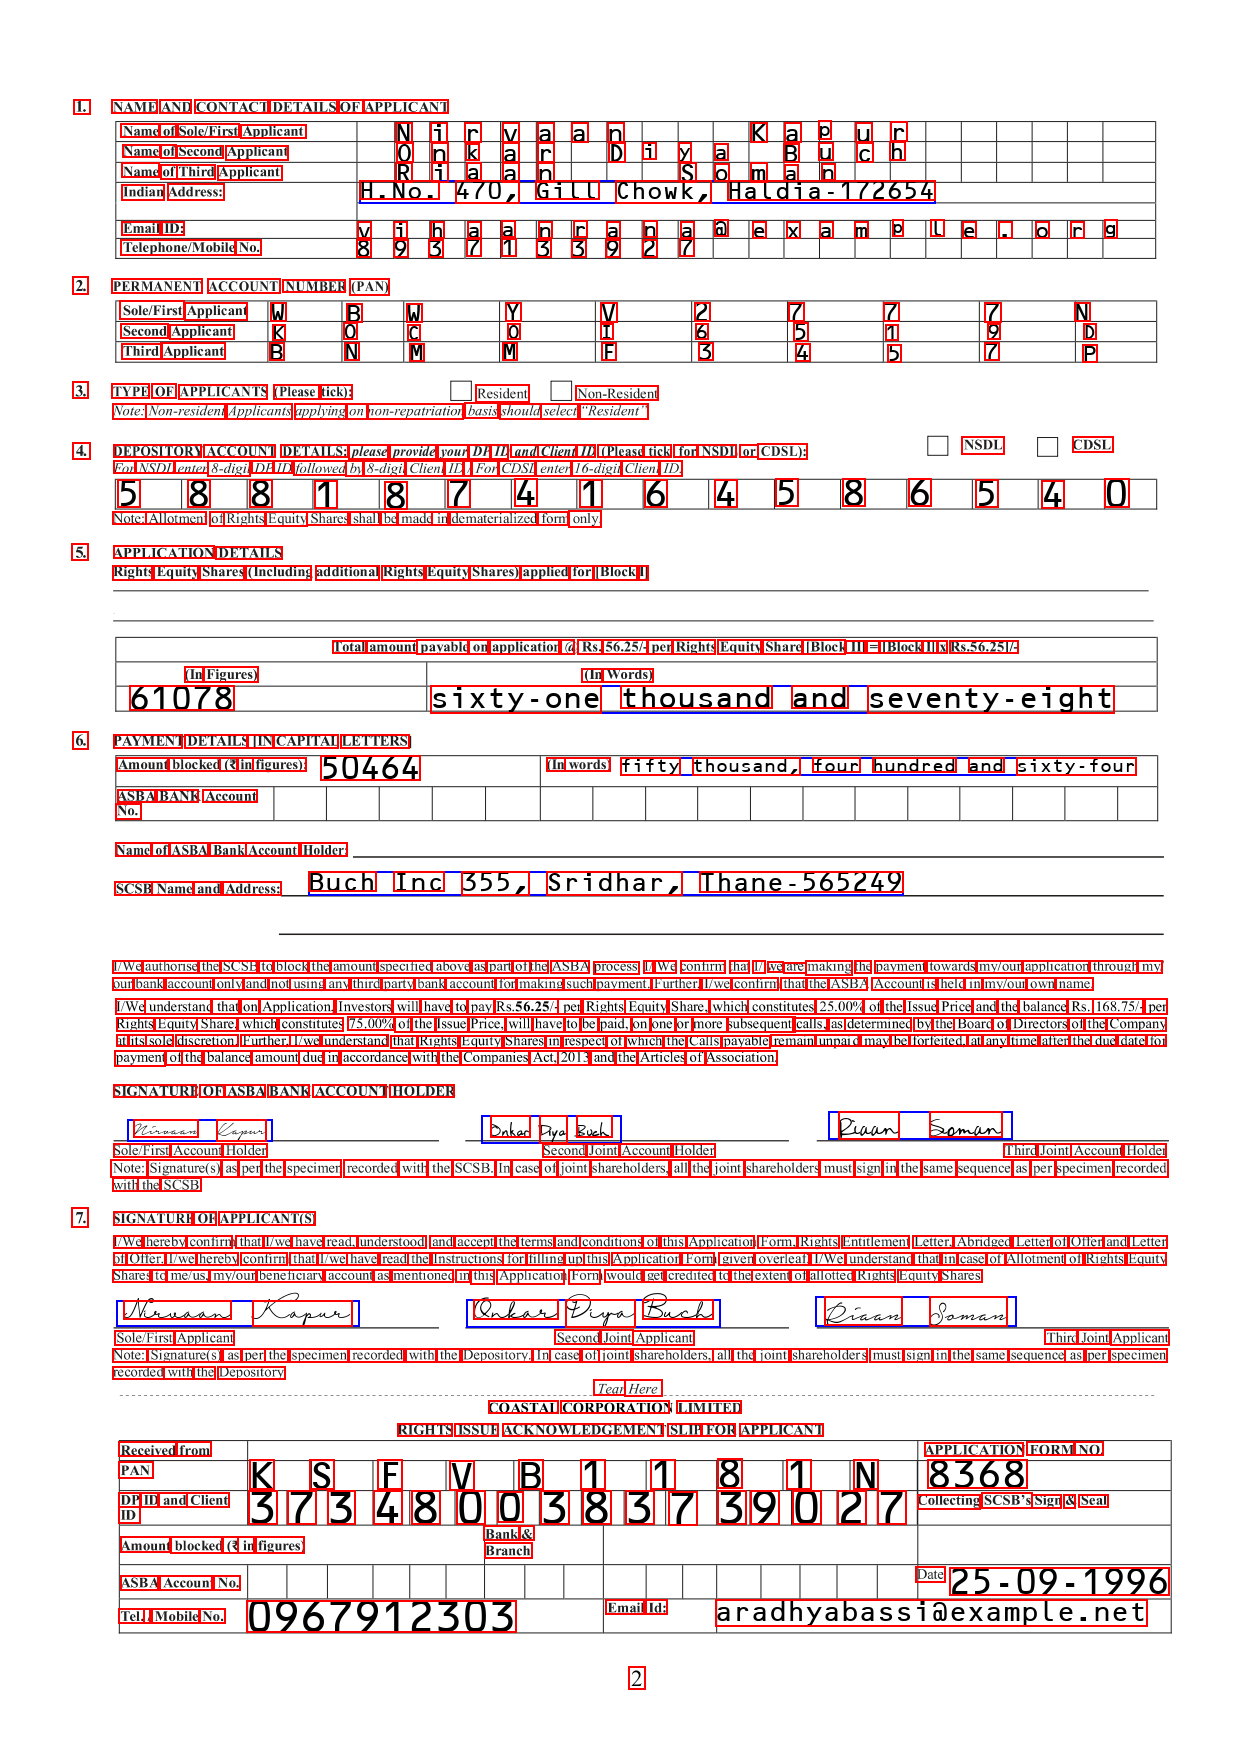 1. NAME AND CONTACT DETAILS OF APPLICANT
Name of Sole/First Applicant Nirvaan Kapur
Name of Second Applicant Onkar Diya Buch
Name of Third Applicant Riaan Soman
Indian Address: H.No. 470, Gill Chowk, Haldia-172654
Email ID: vihaanrana@example.org
Telephone/Mobile No. 8937133927
2. PERMANENT ACCOUNT NUMBER (PAN)
Sole/First Applicant W B W Y V 2 7 7 7 N
Second Applicant K O C O I 6 5 1 9 D
Third Applicant B N M M F 3 4 5 7 P
3. TYPE OF APPLICANTS (Please tick): Resident Non-Resident
Note: Non-resident Applicants applying on non-repatriation basis should select "Resident"
4. DEPOSITORY ACCOUNT DETAILS: please provide your DP ID and Client ID (Please tick for NSDL or CDSL): NSDL CDSL
For NSDL enter 8-digit DP ID followed by 8-digit Client ID / For CDSL enter 16-digit Client ID.
5 8 8 1 8 7 4 1 6 4 5 8 6 5 4 0
Note: Allotment of Rights Equity Shares shall be made in dematerialized form only.
5. APPLICATION DETAILS
Rights Equity Shares (Including additional Rights Equity Shares) applied for [Block I]
Total amount payable on application @ Rs. 56.25/- per Rights Equity Share [Block II] = [Block I] x Rs.56.25]/-
(In Figures) (In Words)
61078 sixty-one thousand and seventy-eight
6. PAYMENT DETAILS [IN CAPITAL LETTERS]
Amount blocked (₹ in figures): 50464 (In words) fifty thousand, four hundred and sixty-four
ASBA BANK Account
No.
Name of ASBA Bank Account Holder:
SCSB Name and Address: Buch Inc 355, Sridhar, Thane-565249
I/We authorise the SCSB to block the amount specified above as part of the ASBA process. I/ We confirm that I/ we are making the payment towards my/our application through my/
our bank account only and not using any third party bank account for making such payment. Further, I/we confirm that the ASBA Account is held in my/our own name.
I/We understand that on Application, Investors will have to pay Rs.56.25/- per Rights Equity Share, which constitutes 25.00% of the Issue Price and the balance Rs. 168.75/- per
Rights Equity Share, which constitutes 75.00% of the Issue Price, will have to be paid, on one or more subsequent calls, as determined by the Board of Directors of the Company
at its sole discretion. Further, I/we understand that Rights Equity Shares in respect of which the Calls payable remain unpaid may be forfeited, at any time after the due date for
payment of the balance amount due in accordance with the Companies Act, 2013 and the Articles of Association.
SIGNATURE OF ASBA BANK ACCOUNT HOLDER
Nirvaan Kapur Onkar Diya Buch Riaan Soman
Sole/First Account Holder Second Joint Account Holder Third Joint Account Holder
Note: Signature(s) as per the specimen recorded with the SCSB. In case of joint shareholders, all the joint shareholders must sign in the same sequence as per specimen recorded
with the SCSB
7. SIGNATURE OF APPLICANT(S)
I/We hereby confirm that I/we have read, understood and accept the terms and conditions of this Application Form, Rights Entitlement Letter, Abridged Letter of Offer and Letter
of Offer. I/we hereby confirm that I/we have read the Instructions for filling up this Application Form given overleaf. I/We understand that in case of Allotment of Rights Equity
Shares to me/us, my/our beneficiary account as mentioned in this Application Form would get credited to the extent of allotted Rights Equity Shares
Nirvaan Kapur Onkar Diya Buch Riaan Soman
Sole/First Applicant Second Joint Applicant Third Joint Applicant
Note: Signature(s) as per the specimen recorded with the Depository. In case of joint shareholders, all the joint shareholders must sign in the same sequence as per specimen
recorded with the Depository
Tear Here
COASTAL CORPORATION LIMITED
RIGHTS ISSUE ACKNOWLEDGEMENT SLIP FOR APPLICANT
Received from APPLICATION FORM NO.
PAN K S F V B 1 1 8 1 N 8368
DP ID and Client
ID 3 7 3 4 8 0 0 3 8 3 7 3 9 0 2 7 Collecting SCSB's Sign & Seal
Amount blocked (₹ in figures) Bank &
Branch
ASBA Account No. Date 25-09-1996
Tel./ Mobile No. 0967912303 Email Id: aradhyabassi@example.net
2